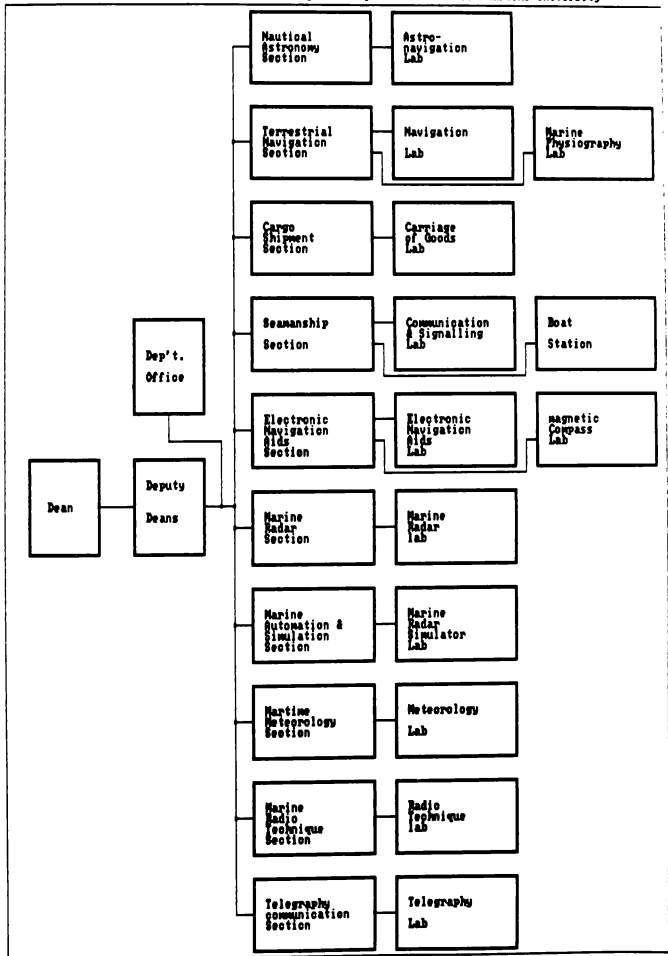 Nautical
Astronomy
Section
Astro-
navigation
Lab
Terrestrial
Navigation
Section
Navigation
Lab
Marine
Physiography
Lab
Cargo
Shipment
Section
Carriage
of Goods
Lab
Seamanship
Section
Communication
& Signalling
Lab
Boat
Station
Dep't.
Office
Electronic
Navigation
Aids
Section
Electronic
Navigation
Aids
Lab
magnetic
Compass
Lab
Dean
Deputy
Deans
Marine
Radar
Section
Marine
Radar
lab
Marine
Automation &
Simulation
Section
Marine
Radar
Simulator
Lab
Martime
Meteorology
Section
Meteorology
Lab
Marine
Radio
Technique
Section
Radio
Technique
lab
Telegraphy
communication
Section
Telegraphy
Lab